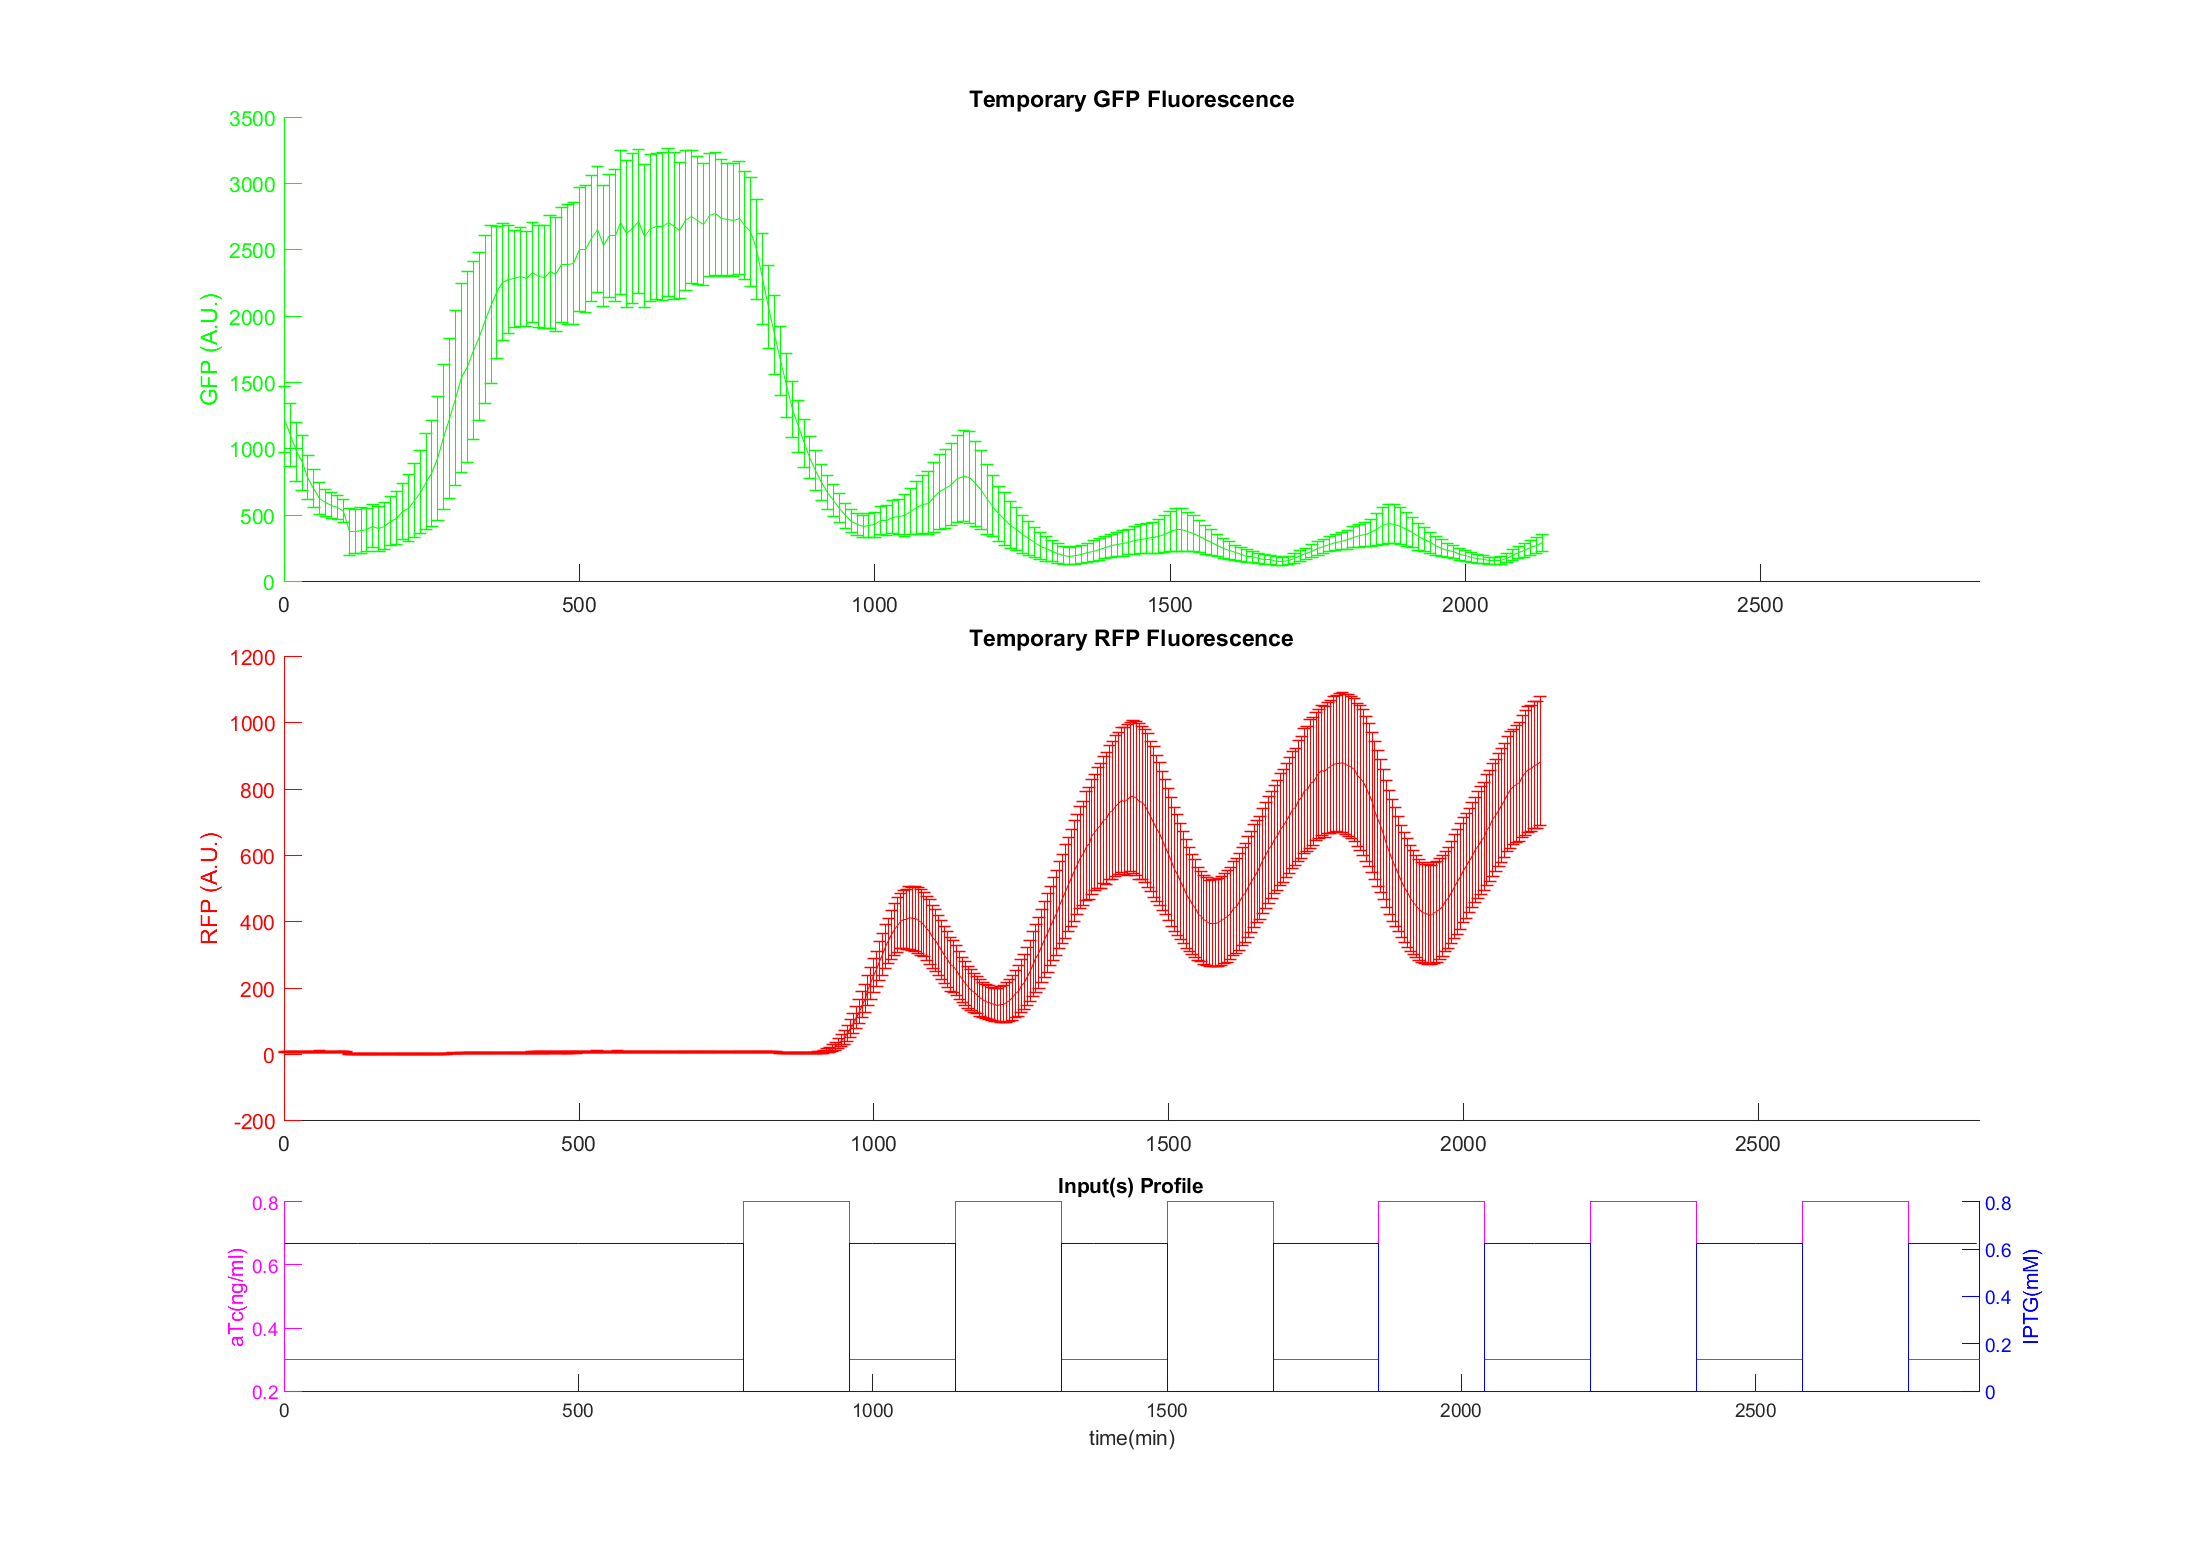 Temporary GFP Fluorescence
3500
3000
2500
2000
1500
1000
500
0
GFP (A.U.)
0 500 1000 1500 2000 2500
Temporary RFP Fluorescence
1200
1000
800
600
400
200
0
-200
RFP (A.U.)
0 500 1000 1500 2000 2500
Input(s) Profile
0.8
0.6
0.4
0.2
aTc(ng/ml)
0.8
0.6
0.4
0.2
0
IPTG(mM)
0 500 1000 1500 2000 2500
time(min)